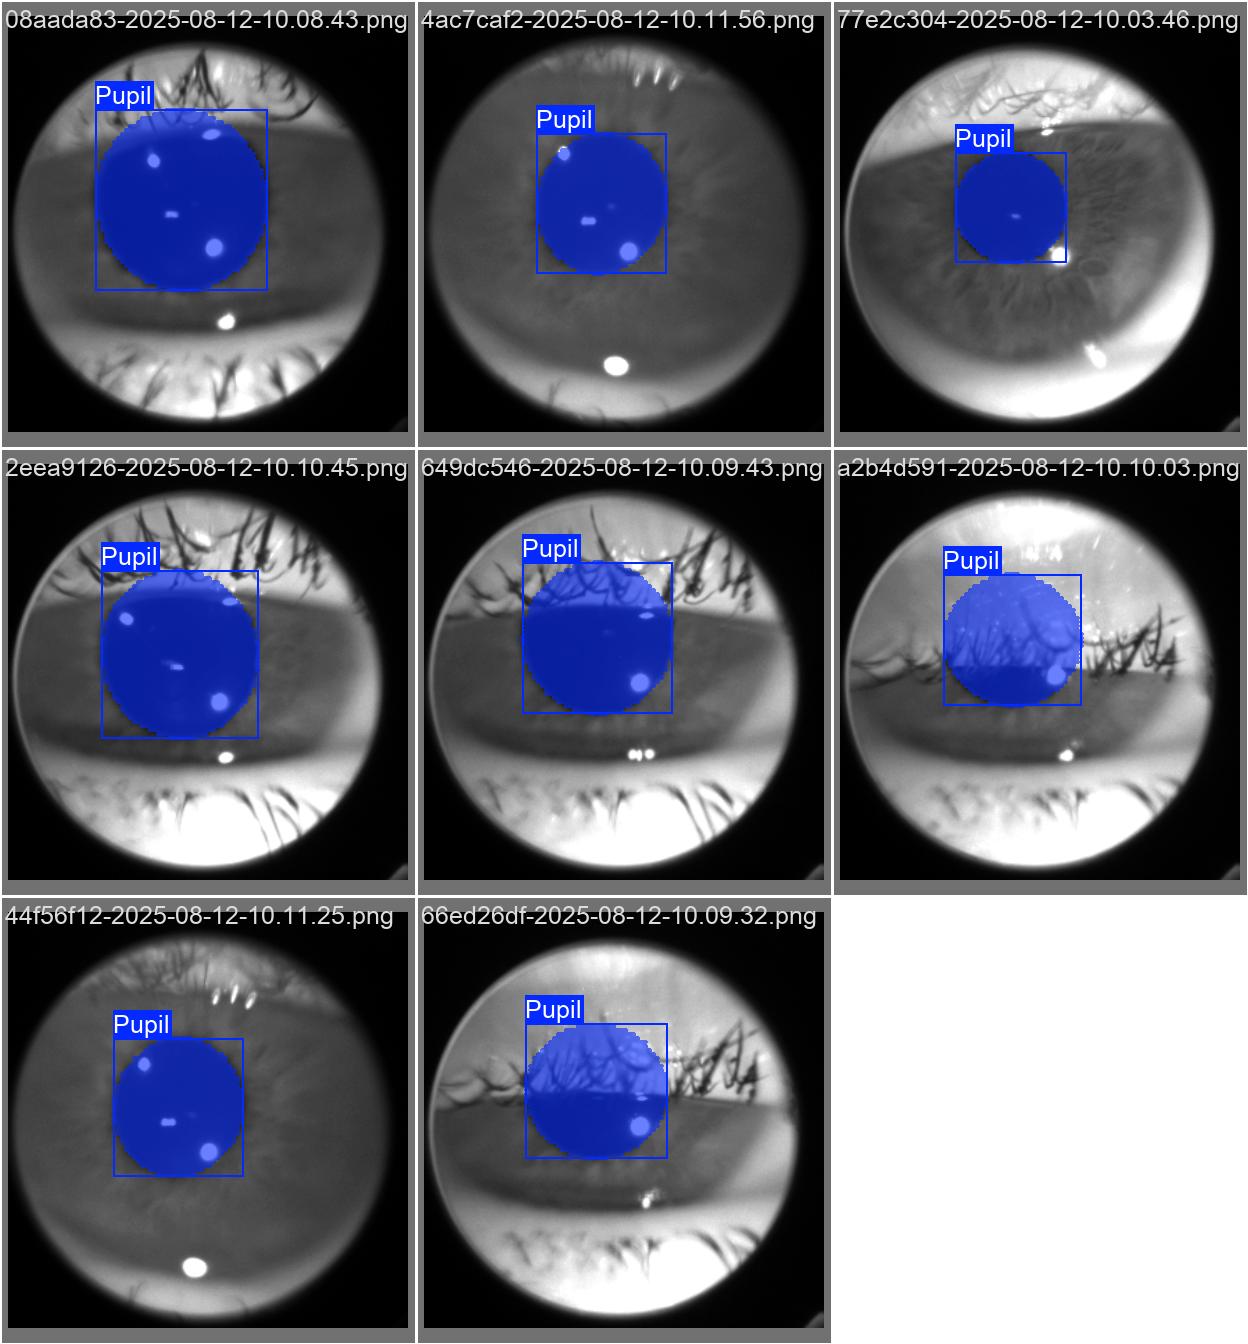 08aada83-2025-08-12-10.08.43.png
4ac7caf2-2025-08-12-10.11.56.png
77e2c304-2025-08-12-10.03.46.png
Pupil
Pupil
Pupil
2eea9126-2025-08-12-10.10.45.png
649dc546-2025-08-12-10.09.43.png
a2b4d591-2025-08-12-10.10.03.png
Pupil
Pupil
Pupil
44f56f12-2025-08-12-10.11.25.png
66ed26df-2025-08-12-10.09.32.png
Pupil
Pupil